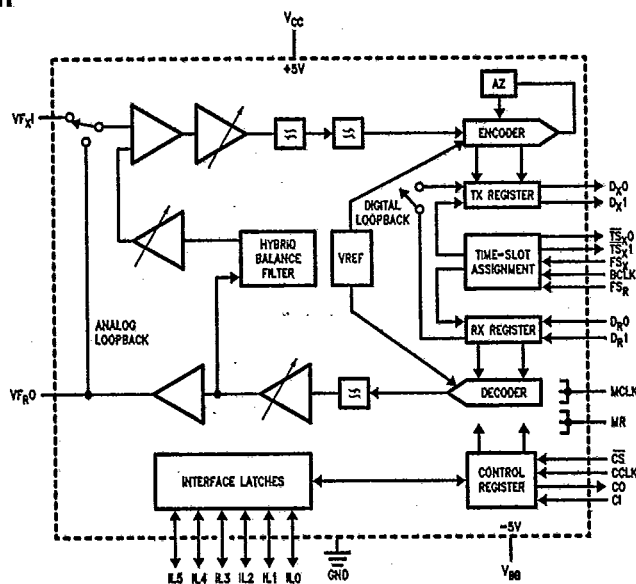 VCC
+5V
AZ
VFXI
ENCODER
DIGITAL
LOOPBACK
TX REGISTER
DX0
DX1
HYBRID
BALANCE
FILTER
VREF
TIME-SLOT
ASSIGNMENT
TSX0
TSX1
FSX
BCLK
FSR
ANALOG
LOOPBACK
RX REGISTER
DR0
DR1
VFRO
DECODER
MCLK
MR
INTERFACE LATCHES
CONTROL
REGISTER
CS
CCLK
CO
CI
-5V
IL5 IL4 IL3 IL2 IL1 IL0
GND
VBB